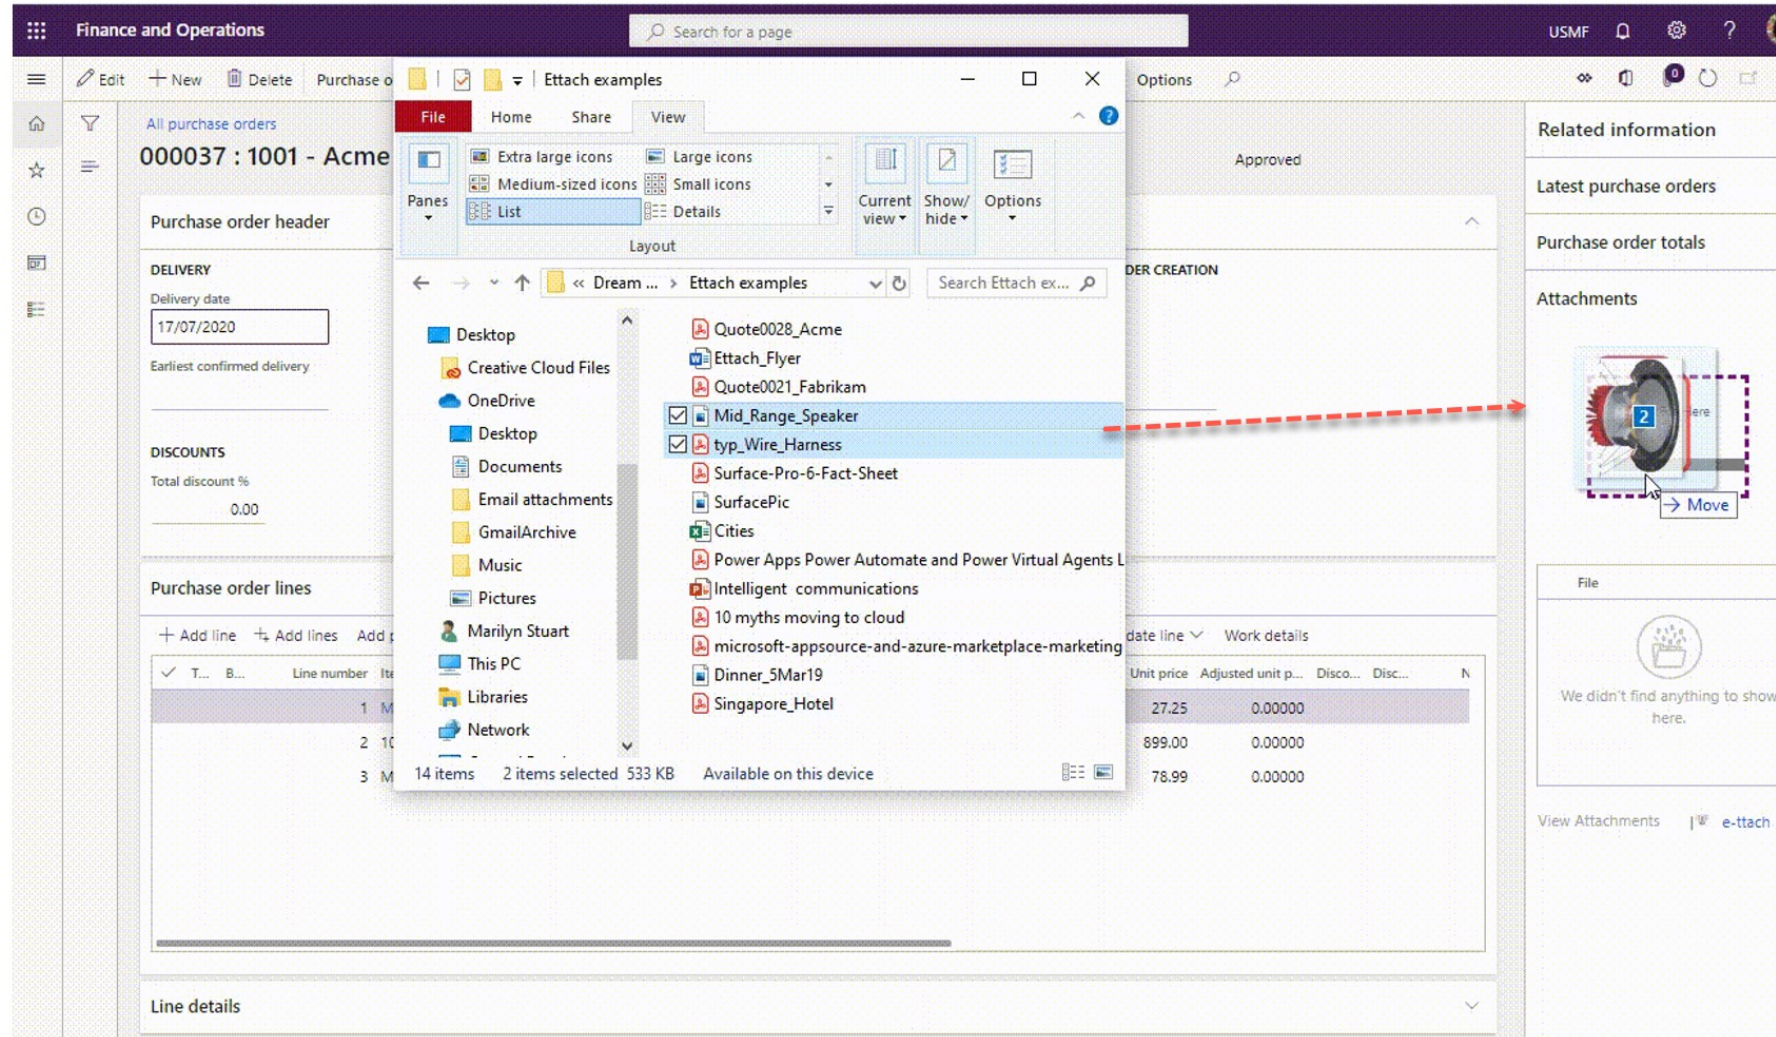 Finance and Operations
Search for a page
USMF
?
Edit
New
Delete
Purchase o
Options
0
Ettach examples
File
Home
Share
View
?
All purchase orders
000037 : 1001 - Acme
Approved
Extra large icons
Large icons
Medium-sized icons
Small icons
List
Details
Panes
Current view
Show/ hide
Options
Layout
Purchase order header
DELIVERY
Delivery date
17/07/2020
Earliest confirmed delivery
DISCOUNTS
Total discount %
0.00
DER CREATION
« Dream ... > Ettach examples
Search Ettach ex...
Desktop
Creative Cloud Files
OneDrive
Desktop
Documents
Email attachments
GmailArchive
Music
Pictures
Marilyn Stuart
This PC
Libraries
Network
Quote0028_Acme
Ettach_Flyer
Quote0021_Fabrikam
Mid_Range_Speaker
typ_Wire_Harness
Surface-Pro-6-Fact-Sheet
SurfacePic
Cities
Power Apps Power Automate and Power Virtual Agents L
Intelligent communications
10 myths moving to cloud
microsoft-appsource-and-azure-marketplace-marketing
Dinner_5Mar19
Singapore_Hotel
14 items
2 items selected 533 KB
Available on this device
Purchase order lines
Add line
Add lines
Add p
date line
Work details
T...
B...
Line number
Ite
Unit price
Adjusted unit p...
Disco...
Disc...
N
1 M 27.25 0.00000
2 10 899.00 0.00000
3 M 78.99 0.00000
Line details
Related information
Latest purchase orders
Purchase order totals
Attachments
2
ere
Move
File
We didn't find anything to show
here.
View Attachments
e-ttach